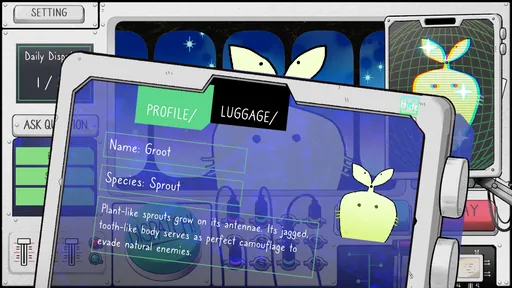 SETTING
Daily Disp
1/
ASK QU
PROFILE/
LUGGAGE/
Name: Groot
Species: Sprout
Plant-like sprouts grow on its antennae. Its jagged,
tooth-like body serves as perfect camouflage to
evade natural enemies.